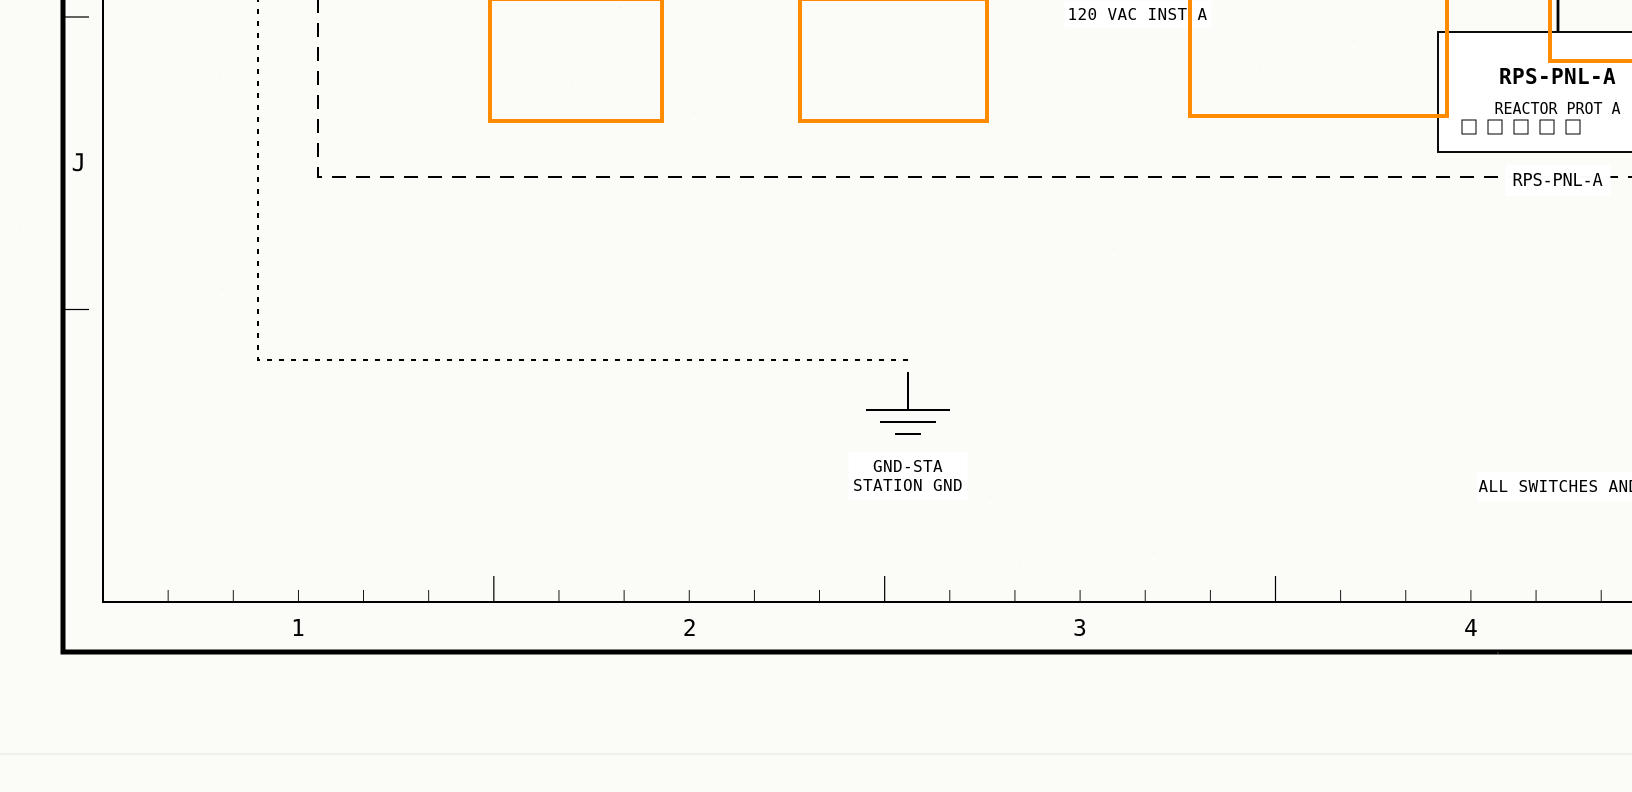 120 VAC INST A
RPS-PNL-A
REACTOR PROT A
J
RPS-PNL-A
GND-STA
STATION GND
ALL SWITCHES AND
1 2 3 4